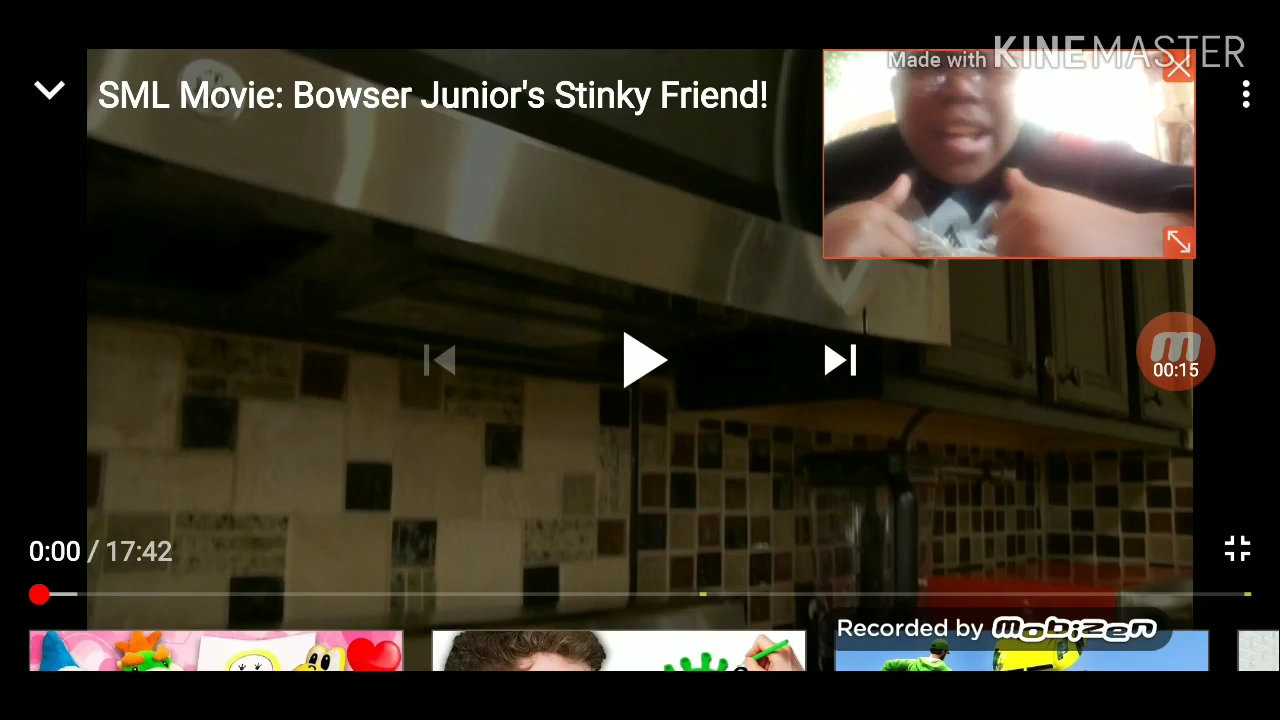 Made with KINEMASTER
SML Movie: Bowser Junior's Stinky Friend!
00:15
0:00 / 17:42
Recorded by mobizen